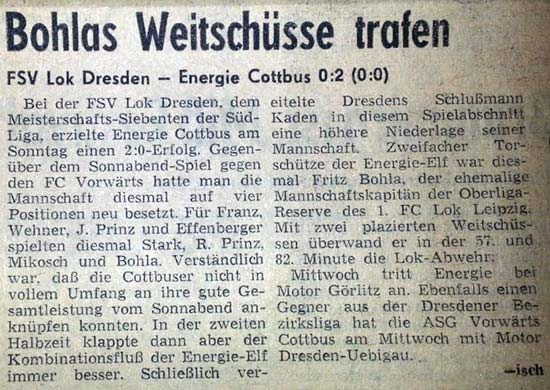 Bohlas Weitschüsse trafen
FSV Lok Dresden — Energie Cottbus 0:2 (0:0)
Bei der FSV Lok Dresden, dem
Meisterschafts-Siebenten der Süd-
Liga, erzielte Energie Cottbus am
Sonntag einen 2:0-Erfolg. Gegen-
über dem Sonnabend-Spiel gegen
den FC Vorwärts hatte man die
Mannschaft diesmal auf vier
Positionen neu besetzt. Für Franz,
Wehner, J. Prinz und Effenberger
spielten diesmal Stark, R. Prinz,
Mikosch und Bohla. Verständlich
war, daß die Cottbuser nicht in
vollem Umfang an ihre gute Ge-
samtleistung vom Sonnabend an-
knüpfen konnten. In der zweiten
Halbzeit klappte dann aber der
Kombinationsfluß der Energie-Elf
immer besser. Schließlich ver-
eitelte Dresdens Schlußmann
Kaden in diesem Spielabschnitt
eine höhere Niederlage seiner
Mannschaft. Zweifacher Tor-
schütze der Energie-Elf war dies-
mal Fritz Bohla, der ehemalige
Mannschaftskapitän der Oberliga-
Reserve des 1. FC Lok Leipzig.
Mit zwei plazierten Weitschüs-
sen überwand er in der 57. und
82. Minute die Lok-Abwehr.
Mittwoch tritt Energie bei
Motor Görlitz an. Ebenfalls einen
Gegner aus der Dresdener Be-
zirksliga hat die ASG Vorwärts
Cottbus am Mittwoch mit Motor
Dresden-Uebigau.
—isch